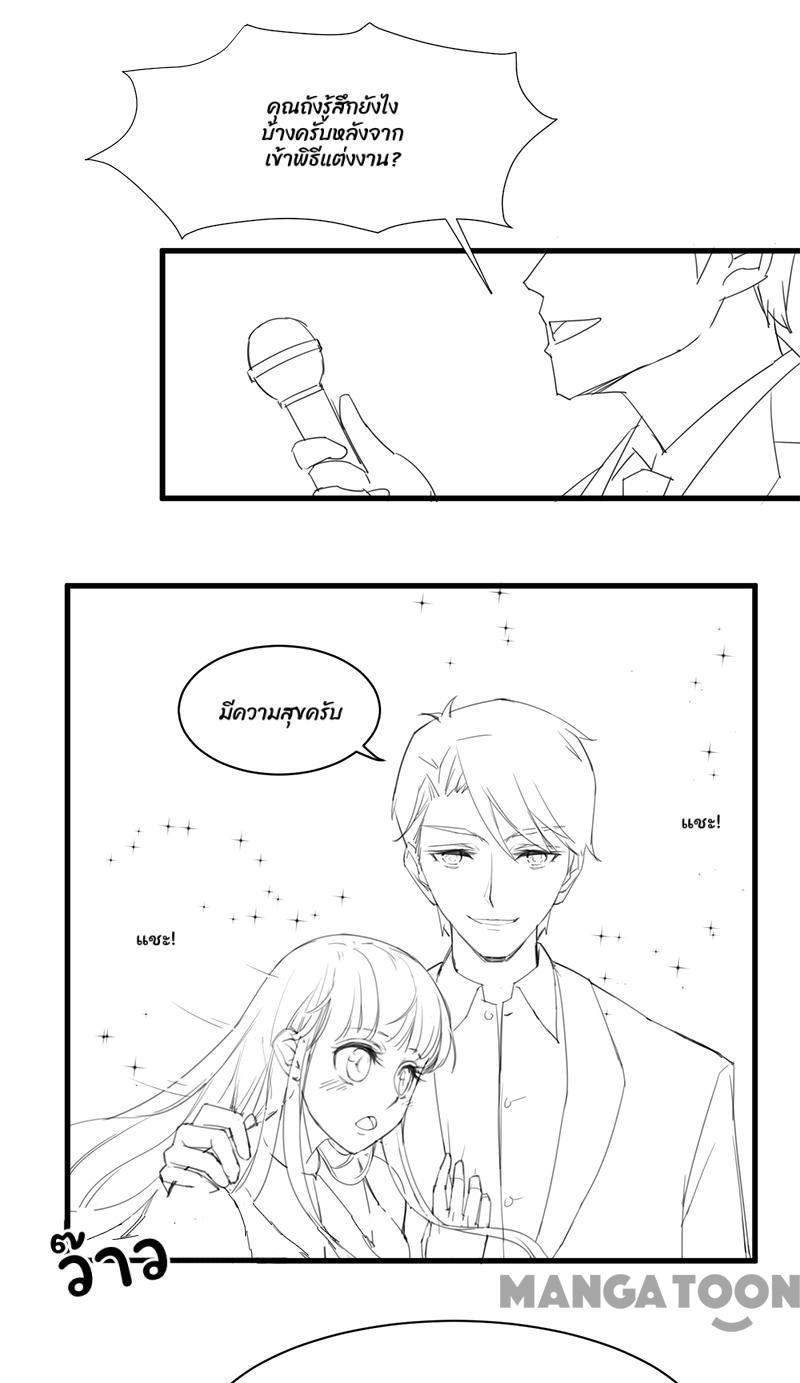 คุณถังรู้สึกยังไง
บ้างครับหลังจาก
เข้าพิธีแต่งงาน?
มีความสุขครับ
แชะ!
แชะ!
ว๊าว
MANGATOON